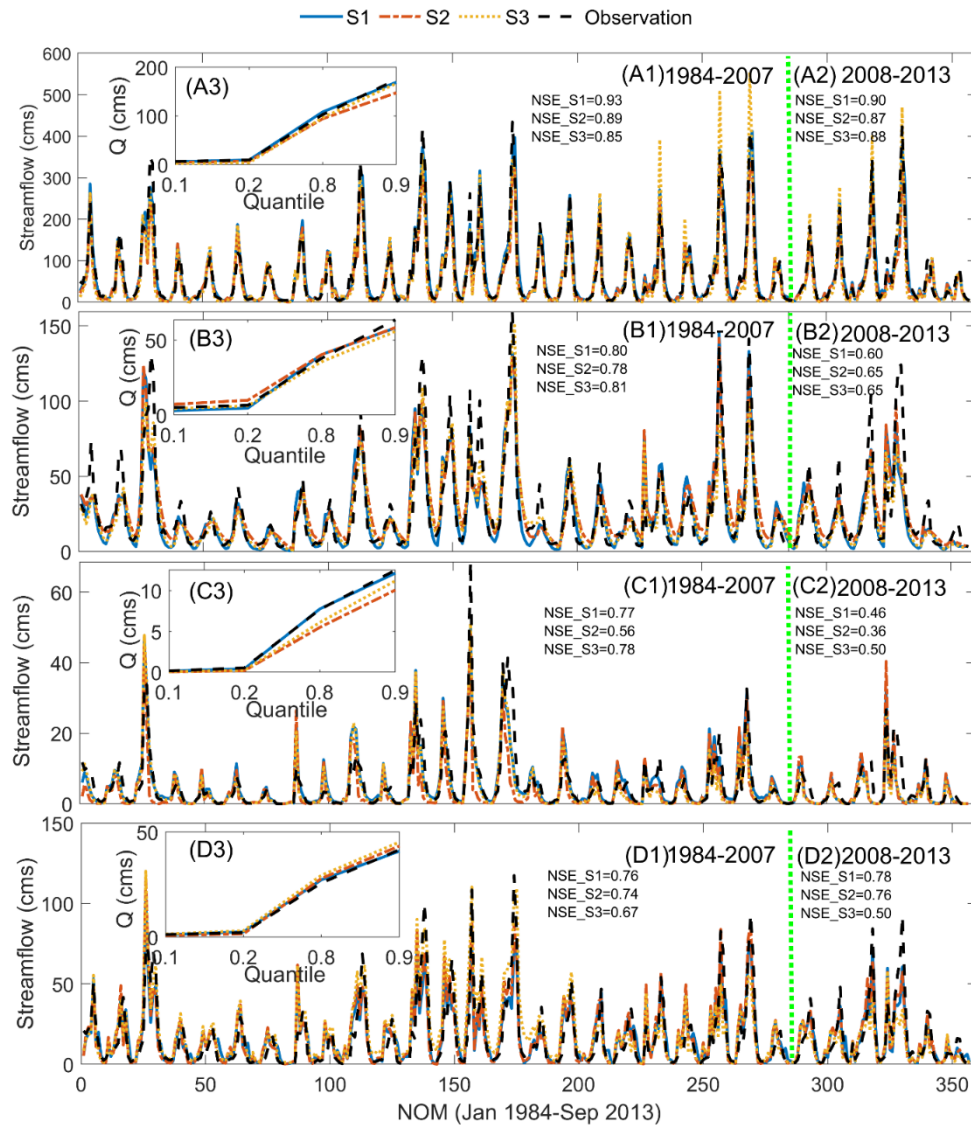 S1 S2 S3 Observation
600
500
400
300
200
100
0
Streamflow (cms)
0 50 100 150 200 250 300 350
(A1)1984-2007
(A2) 2008-2013
NSE_S1=0.93
NSE_S2=0.89
NSE_S3=0.85
NSE_S1=0.90
NSE_S2=0.87
NSE_S3=0.88
(A3)
200
100
0
Q (cms)
0.1 0.2 0.8 0.9
Quantile
150
100
50
0
Streamflow (cms)
(B1)1984-2007
(B2)2008-2013
NSE_S1=0.80
NSE_S2=0.78
NSE_S3=0.81
NSE_S1=0.60
NSE_S2=0.65
NSE_S3=0.65
(B3)
50
0
Q (cms)
0.1 0.2 0.8 0.9
Quantile
60
40
20
0
Streamflow (cms)
(C1)1984-2007
(C2)2008-2013
NSE_S1=0.77
NSE_S2=0.56
NSE_S3=0.78
NSE_S1=0.46
NSE_S2=0.36
NSE_S3=0.50
(C3)
10
5
0
Q (cms)
0.1 0.2 0.8 0.9
Quantile
150
100
50
0
Streamflow (cms)
(D1)1984-2007
(D2)2008-2013
NSE_S1=0.76
NSE_S2=0.74
NSE_S3=0.67
NSE_S1=0.78
NSE_S2=0.76
NSE_S3=0.50
(D3)
50
0
Q (cms)
0.1 0.2 0.8 0.9
Quantile
0 50 100 150 200 250 300 350
NOM (Jan 1984-Sep 2013)